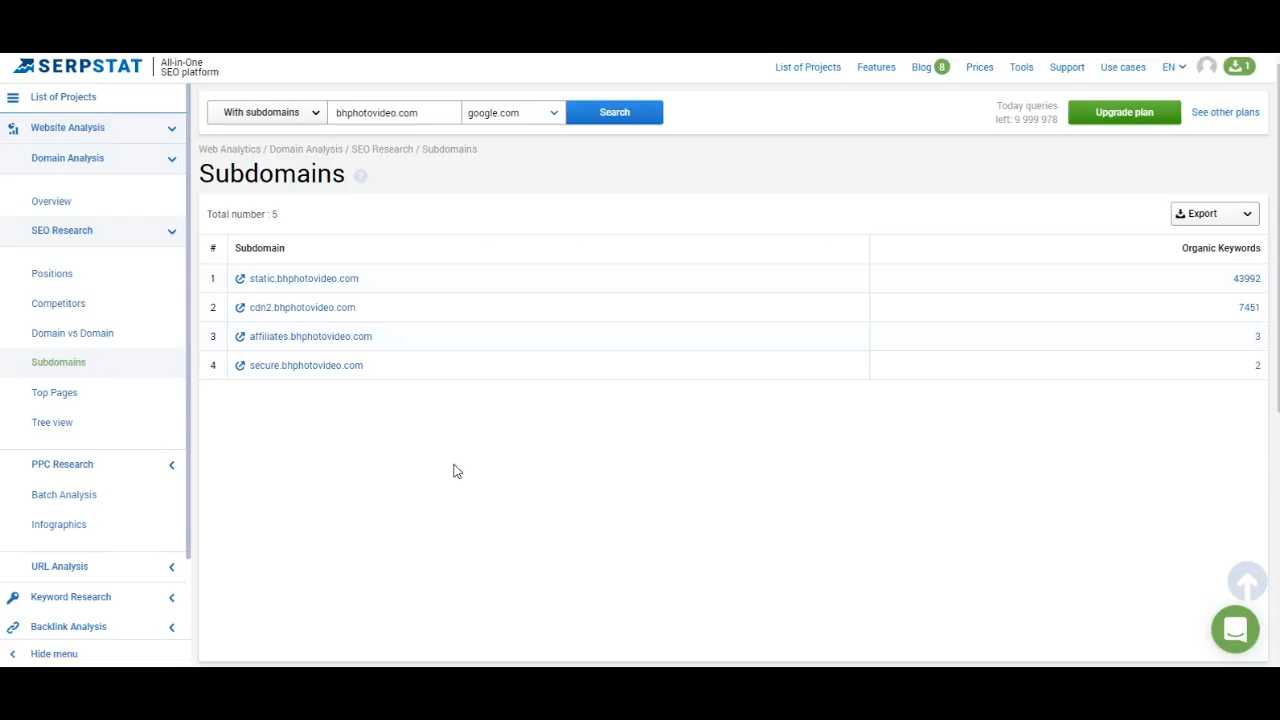 SERPSTAT
All-in-One
SEO platform
List of Projects
Features
Blog 8
Prices
Tools
Support
Use cases
EN
1
List of Projects
Website Analysis
Domain Analysis
Overview
SEO Research
Positions
Competitors
Domain vs Domain
Subdomains
Top Pages
Tree view
PPC Research
Batch Analysis
Infographics
URL Analysis
Keyword Research
Backlink Analysis
Hide menu
With subdomains
bhphotovideo.com
google.com
Search
Today queries
left: 9 999 978
Upgrade plan
See other plans
Web Analytics / Domain Analysis / SEO Research / Subdomains
Subdomains ?
Total number : 5
Export
# Subdomain Organic Keywords
1 static.bhphotovideo.com 43992
2 cdn2.bhphotovideo.com 7451
3 affiliates.bhphotovideo.com 3
4 secure.bhphotovideo.com 2